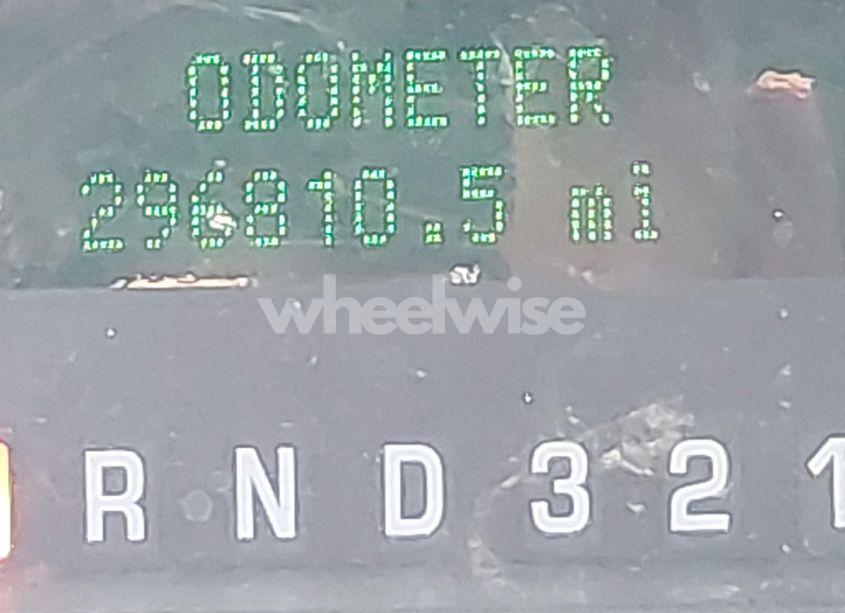 ODOMETER
296810.5 mi
wheelwise
R N D 3 2 1